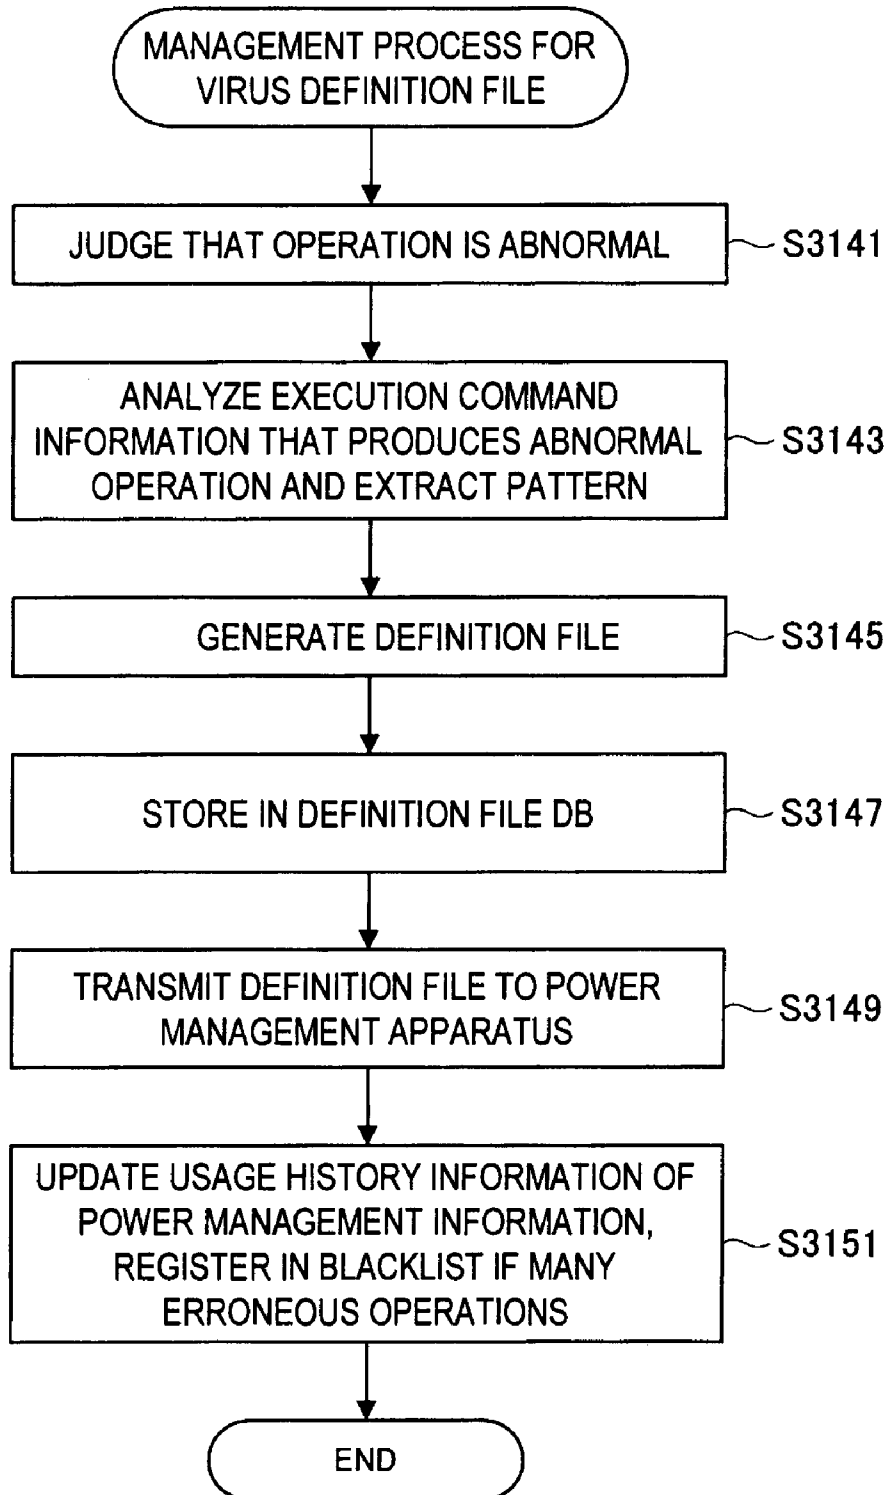 MANAGEMENT PROCESS FOR
VIRUS DEFINITION FILE
JUDGE THAT OPERATION IS ABNORMAL
S3141
ANALYZE EXECUTION COMMAND
INFORMATION THAT PRODUCES ABNORMAL
OPERATION AND EXTRACT PATTERN
S3143
GENERATE DEFINITION FILE
S3145
STORE IN DEFINITION FILE DB
S3147
TRANSMIT DEFINITION FILE TO POWER
MANAGEMENT APPARATUS
S3149
UPDATE USAGE HISTORY INFORMATION OF
POWER MANAGEMENT INFORMATION,
REGISTER IN BLACKLIST IF MANY
ERRONEOUS OPERATIONS
S3151
END